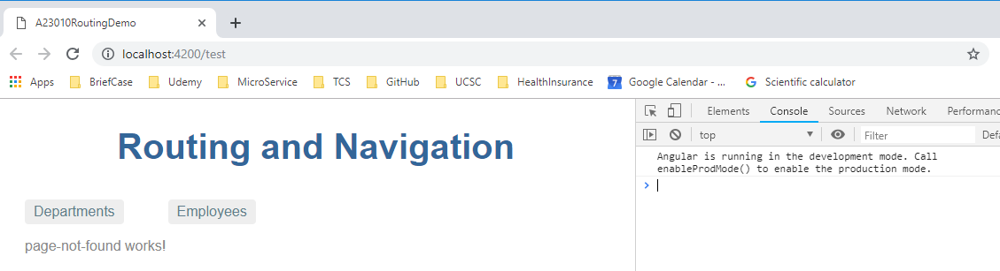 A23010RoutingDemo
localhost:4200/test
Apps BriefCase Udemy MicroService TCS GitHub UCSC HealthInsurance 7 Google Calendar - ... G Scientific calculator
Elements Console Sources Network Performanc
top Filter Defa
Angular is running in the development mode. Call
enableProdMode() to enable the production mode.
Routing and Navigation
Departments Employees
page-not-found works!